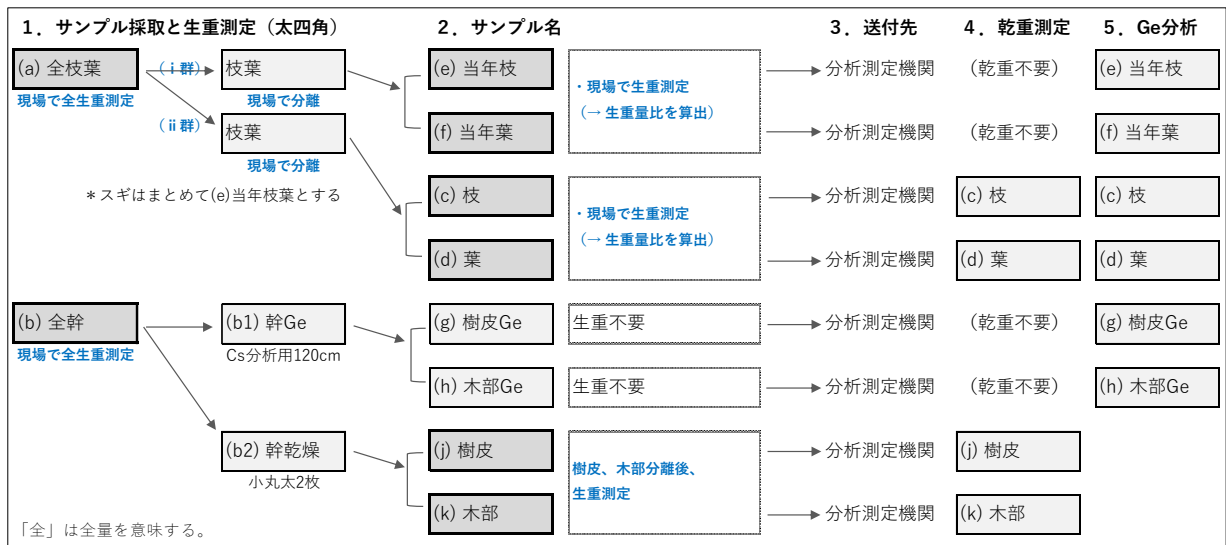 1．サンプル採取と生重測定（太四角）
2．サンプル名
3．送付先
4．乾重測定
5．Ge分析
(a) 全枝葉
（ⅰ群）
枝葉
(e) 当年枝
・現場で生重測定
（→ 生重量比を算出）
分析測定機関
（乾重不要）
(e) 当年枝
現場で全生重測定
現場で分離
（ⅱ群）
枝葉
(f) 当年葉
分析測定機関
（乾重不要）
(f) 当年葉
現場で分離
＊スギはまとめて(e)当年枝葉とする
(c) 枝
・現場で生重測定
（→ 生重量比を算出）
分析測定機関
(c) 枝
(c) 枝
(d) 葉
分析測定機関
(d) 葉
(d) 葉
(b) 全幹
(b1) 幹Ge
(g) 樹皮Ge
生重不要
分析測定機関
（乾重不要）
(g) 樹皮Ge
現場で全生重測定
Cs分析用120cm
(h) 木部Ge
生重不要
分析測定機関
（乾重不要）
(h) 木部Ge
(b2) 幹乾燥
(j) 樹皮
樹皮、木部分離後、
生重測定
分析測定機関
(j) 樹皮
小丸太2枚
(k) 木部
分析測定機関
(k) 木部
「全」は全量を意味する。